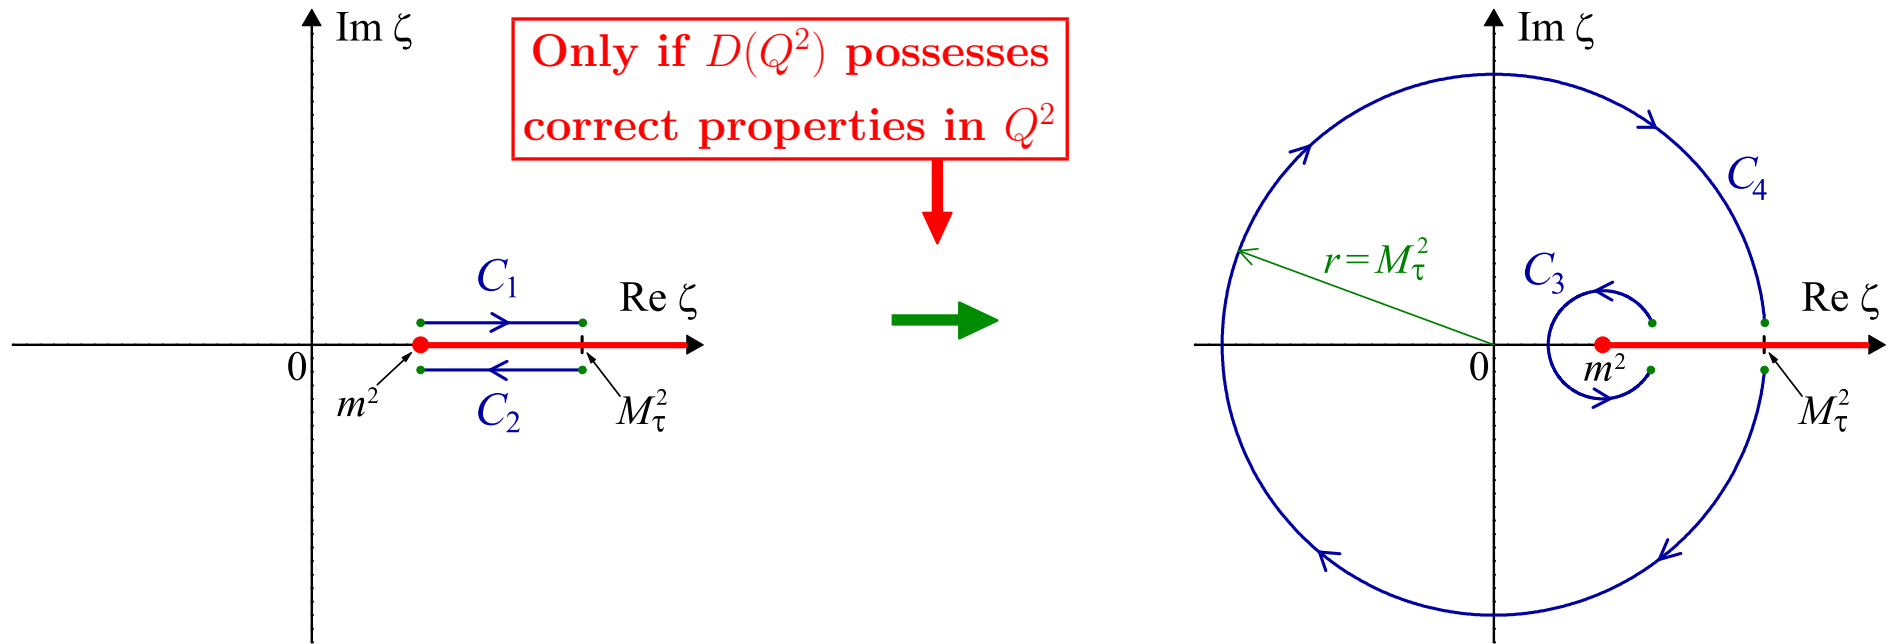 Im ζ
Only if D(Q²) possesses
correct properties in Q²
C₁
Re ζ
0
m²
C₂
M²τ
Im ζ
C₄
r = M²τ
C₃
Re ζ
0
m²
M²τ